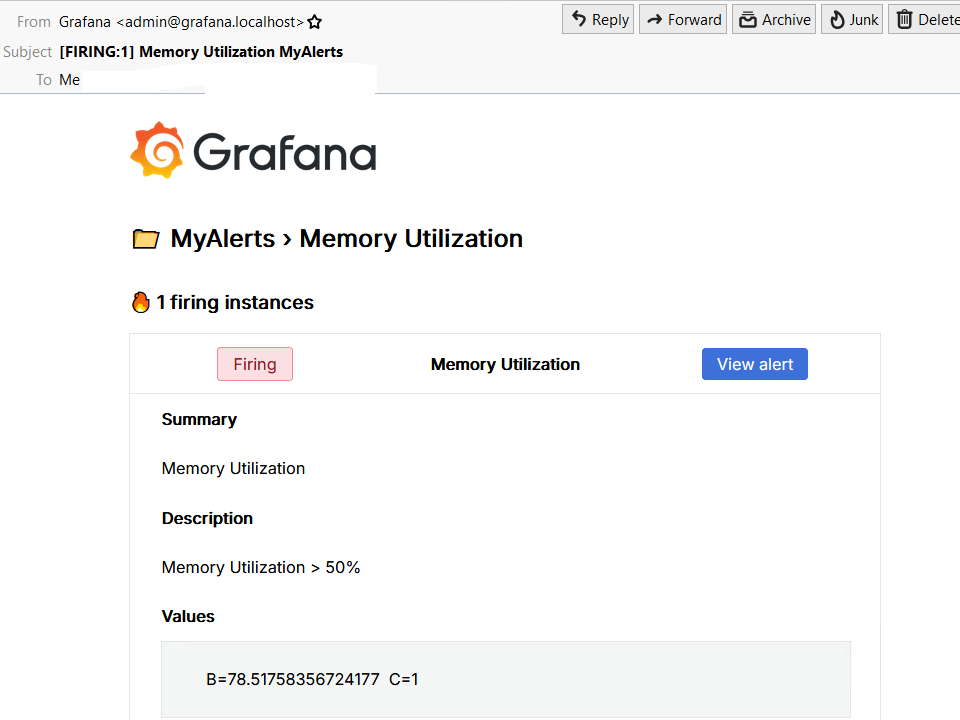 From Grafana <admin@grafana.localhost> Reply Forward Archive Junk Delete
Subject [FIRING:1] Memory Utilization MyAlerts
To Me
Grafana
MyAlerts › Memory Utilization
1 firing instances
Firing Memory Utilization View alert
Summary
Memory Utilization
Description
Memory Utilization > 50%
Values
B=78.51758356724177 C=1